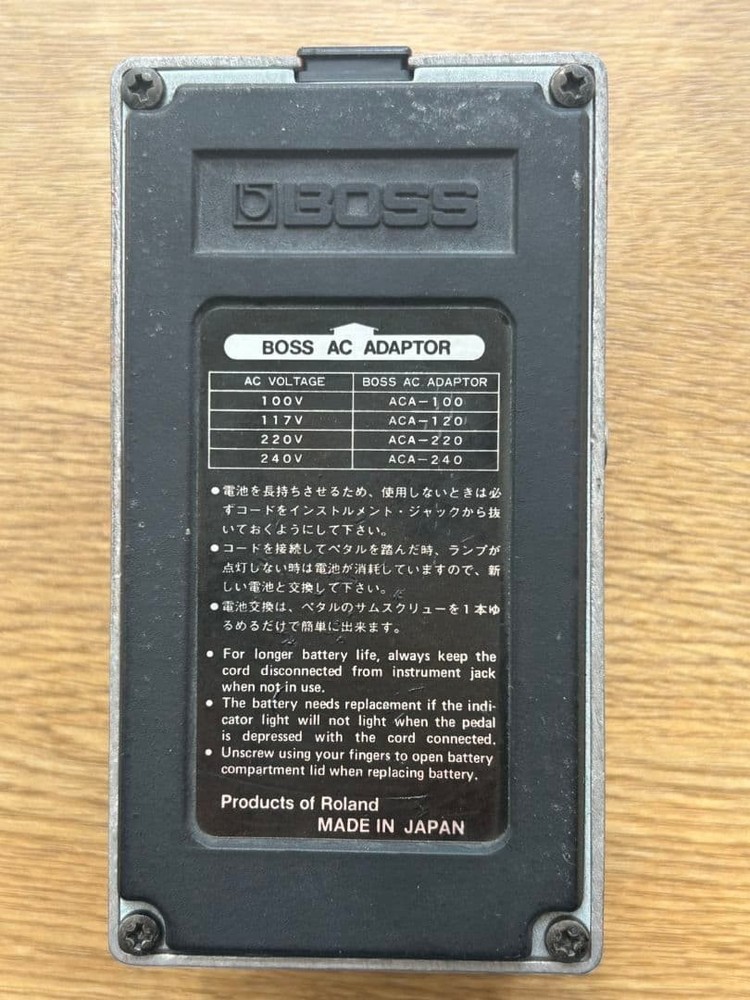 BOSS
BOSS AC ADAPTOR
AC VOLTAGE BOSS AC ADAPTOR
100V ACA-100
117V ACA-120
220V ACA-220
240V ACA-240
●電池を長持ちさせるため、使用しないときは必
ずコードをインストルメント・ジャックから抜
いておくようにして下さい。
●コードを接続してペタルを踏んだ時、ランプが
点灯しない時は電池が消耗していますので、新
しい電池と交換して下さい。
●電池交換は、ペタルのサムスクリューを1本ゆ
るめるだけで簡単に出来ます。
● For longer battery life, always keep the
cord disconnected from instrument jack
when not in use.
● The battery needs replacement if the indi-
cator light will not light when the pedal
is depressed with the cord connected.
● Unscrew using your fingers to open battery
compartment lid when replacing battery.
Products of Roland
MADE IN JAPAN